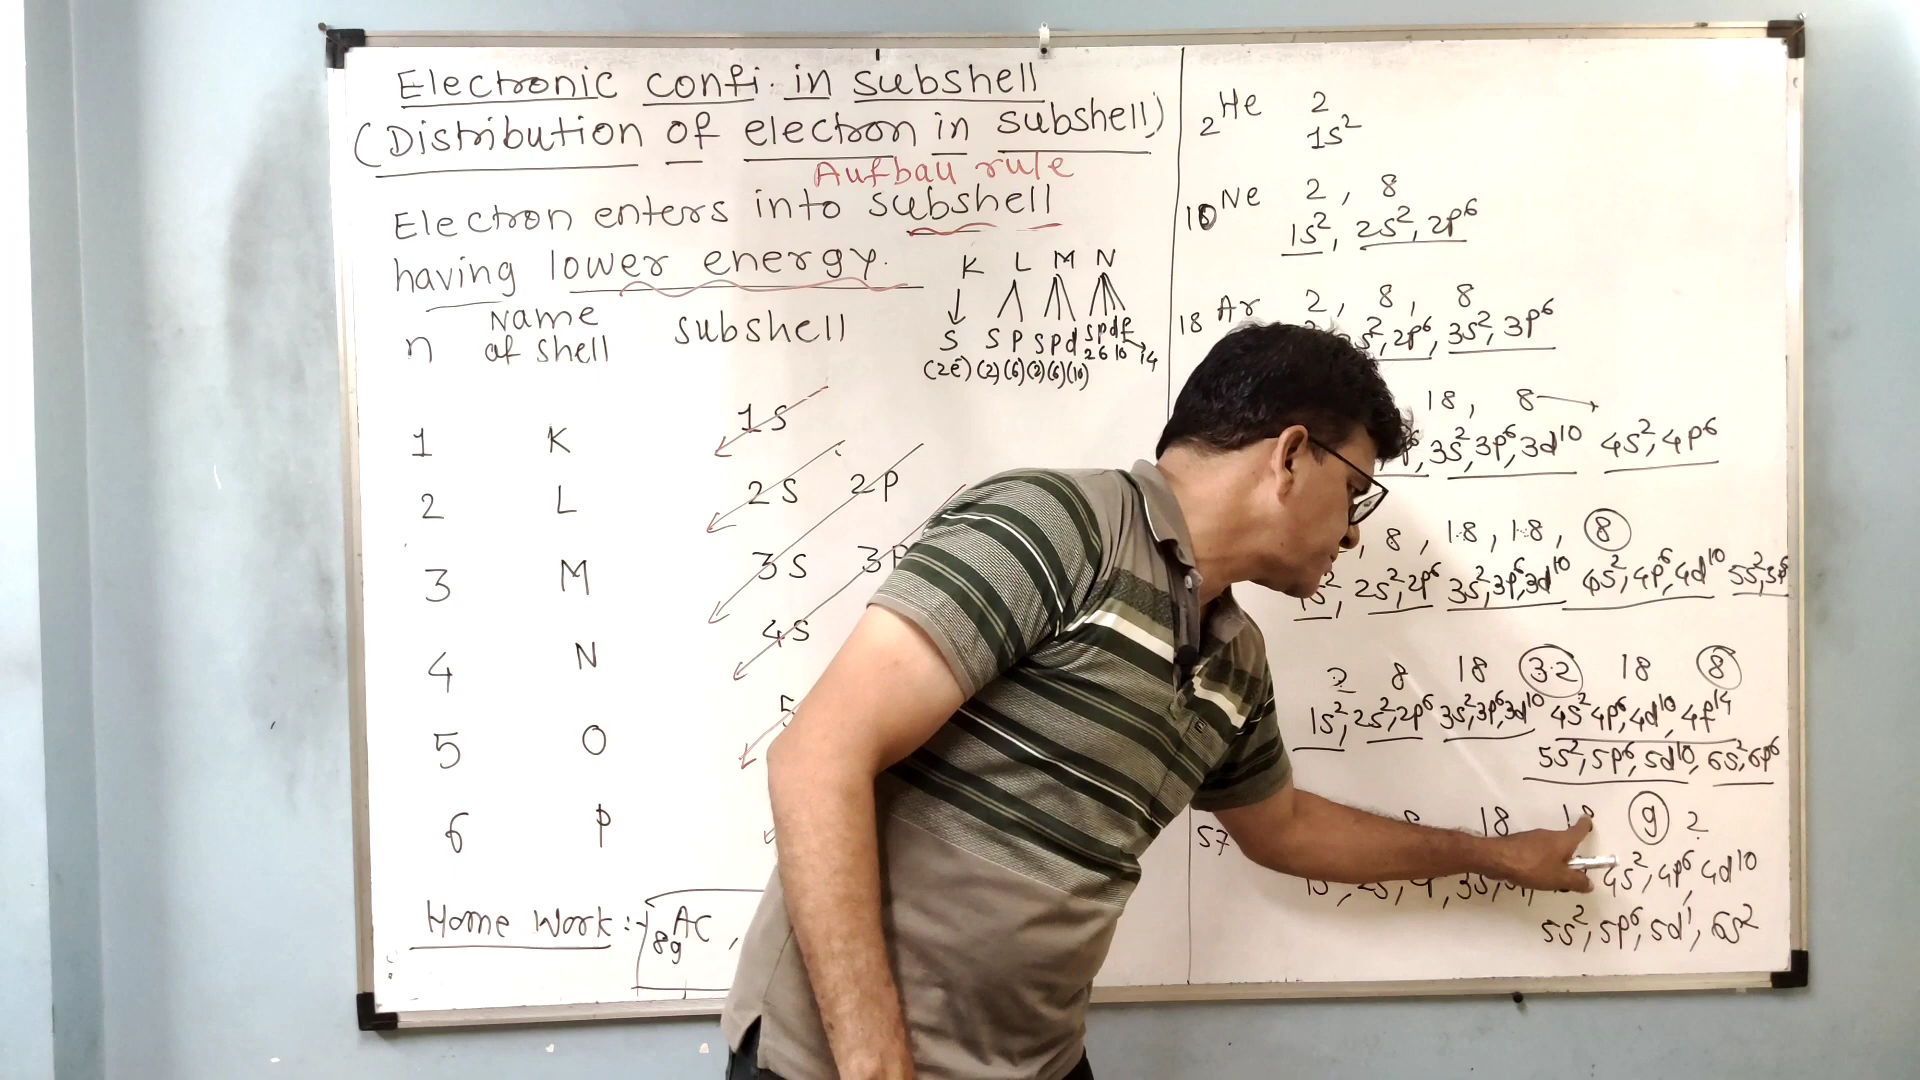 Electronic confi. in subshell
(Distribution of electron in subshell)
Aufbau rule
Electron enters into subshell
having lower energy.
K L M N
S S P S P d S P d f
2 6 10 14
(2e⁻) (2) (6) (2) (6) (10)
n Name of shell subshell
1 K 1S
2 L 2S 2P
3 M 3S 3P
4 N 4S
5 O 5
6 P
Home Work :- 89AC,
2He 2
1s²
10Ne 2, 8
1s², 2s², 2p⁶
18Ar 2, 8, 8
s², 2p⁶, 3s², 3p⁶
18, 8 →
3s², 3p⁶, 3d¹⁰ 4s², 4p⁶
, 8, 18, 18, 8
1s², 2s², 2p⁶ 3s², 3p⁶, 3d¹⁰ 4s², 4p⁶, 4d¹⁰ 5s², 5p⁶
2 8 18 32 18 8
1s², 2s², 2p⁶ 3s², 3p⁶, 3d¹⁰ 4s² 4p⁶, 4d¹⁰, 4f¹⁴
5s², 5p⁶, 5d¹⁰, 6s², 6p⁶
57 18 18 9 2
4s², 4p⁶, 4d¹⁰
5s², 5p⁶, 5d¹, 6s²